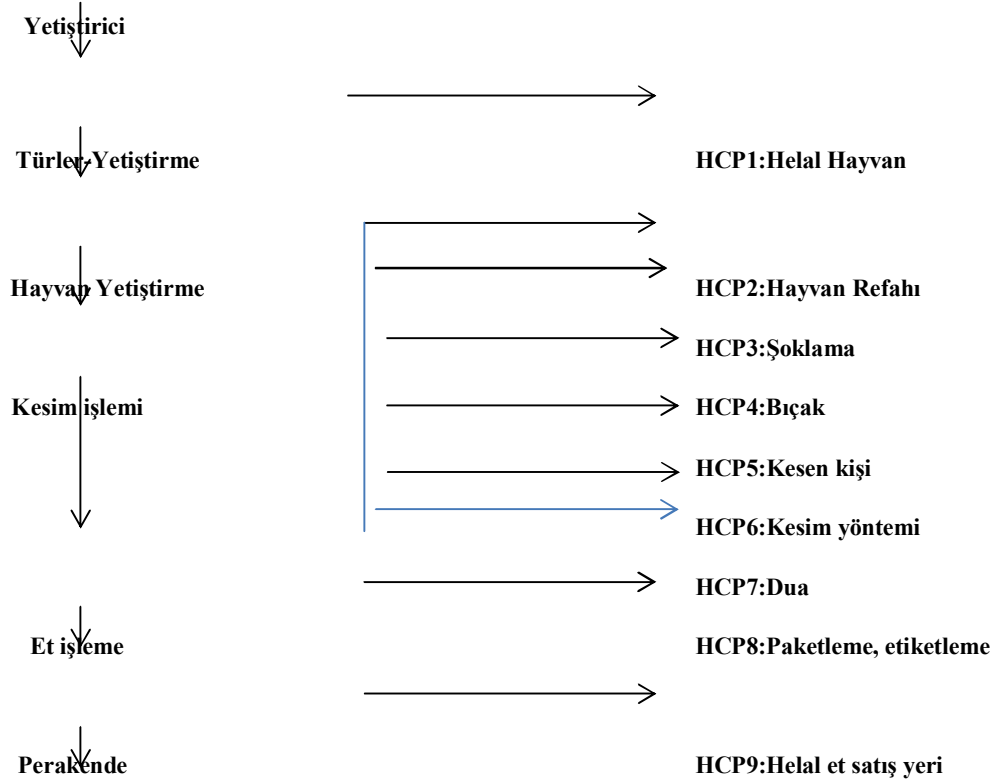 Yetiştirici
Türler-Yetiştirme
HCP1:Helal Hayvan
Hayvan Yetiştirme
HCP2:Hayvan Refahı
HCP3:Şoklama
Kesim işlemi
HCP4:Bıçak
HCP5:Kesen kişi
HCP6:Kesim yöntemi
HCP7:Dua
Et işleme
HCP8:Paketleme, etiketleme
Perakende
HCP9:Helal et satış yeri